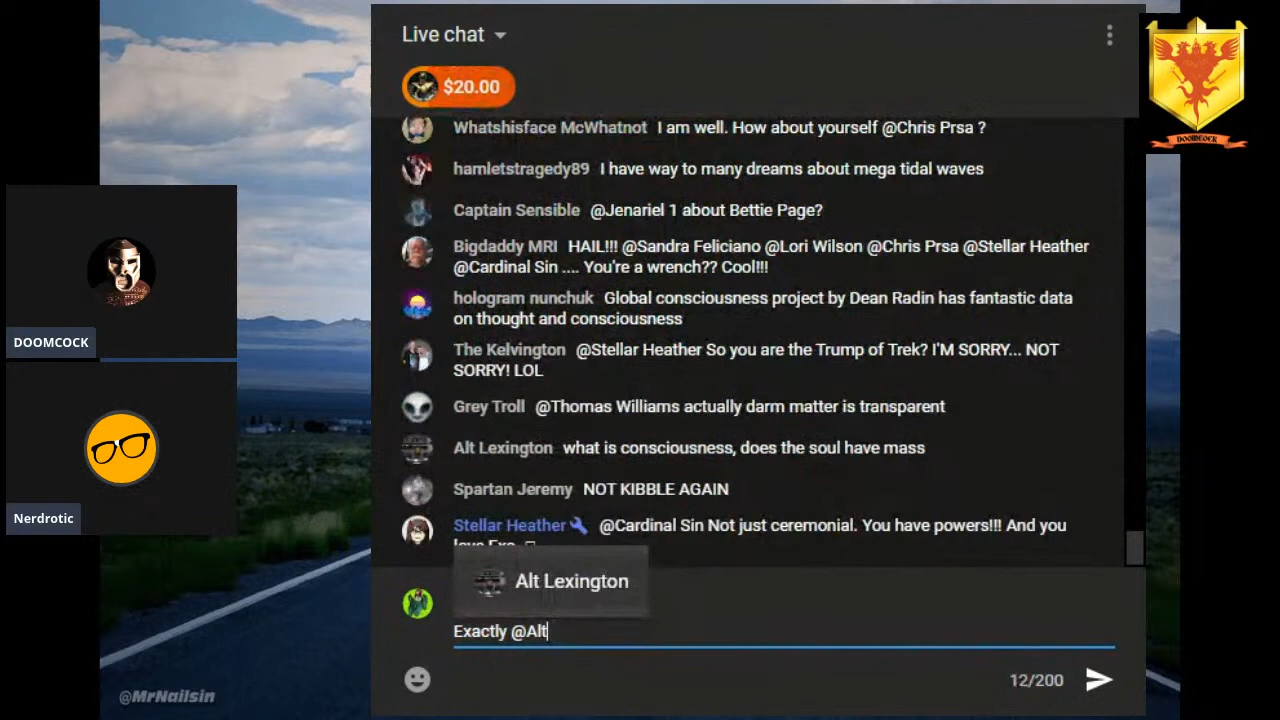 Live chat
$20.00
Whatshisface McWhatnot I am well. How about yourself @Chris Prsa ?
hamletstragedy89 I have way to many dreams about mega tidal waves
Captain Sensible @Jenariel 1 about Bettie Page?
Bigdaddy MRI HAIL!!! @Sandra Feliciano @Lori Wilson @Chris Prsa @Stellar Heather
@Cardinal Sin .... You're a wrench?? Cool!!!
hologram nunchuk Global consciousness project by Dean Radin has fantastic data
on thought and consciousness
The Kelvington @Stellar Heather So you are the Trump of Trek? I'M SORRY... NOT
SORRY! LOL
Grey Troll @Thomas Williams actually darm matter is transparent
Alt Lexington what is consciousness, does the soul have mass
Spartan Jeremy NOT KIBBLE AGAIN
Stellar Heather @Cardinal Sin Not just ceremonial. You have powers!!! And you
Alt Lexington
Exactly @Alt
12/200
DOOMCOCK
Nerdrotic
DOOMCOCK
@MrNailsin